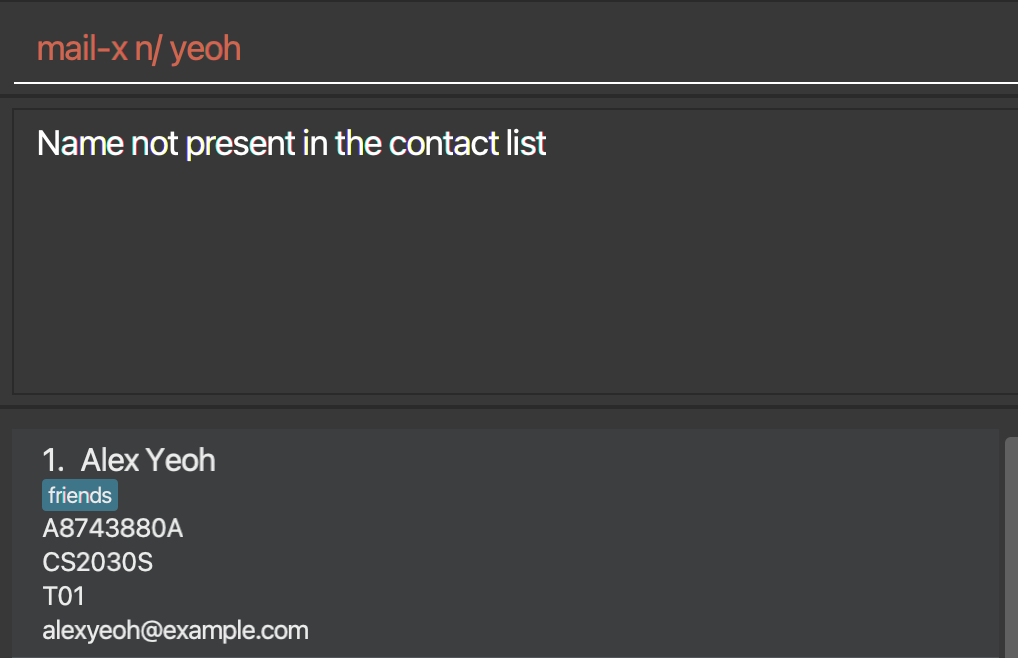 mail-x n/ yeoh
Name not present in the contact list
1. Alex Yeoh
friends
A8743880A
CS2030S
T01
alexyeoh@example.com